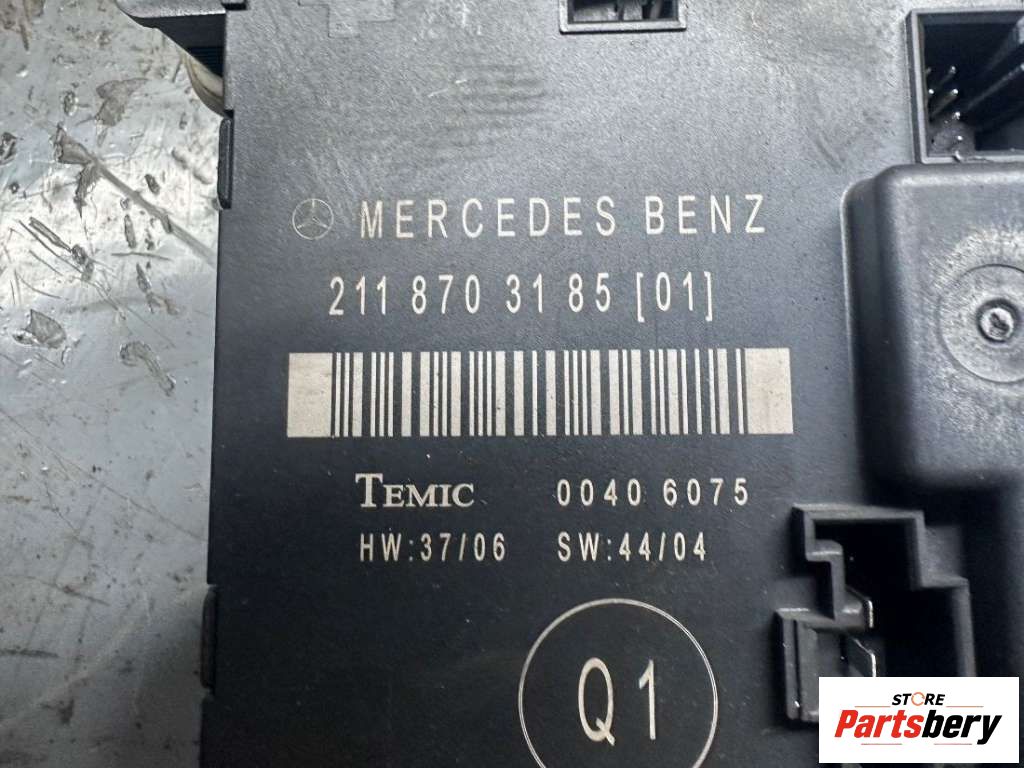 MERCEDES BENZ
211 870 31 85 [01]
TEMIC 0040 6075
HW:37/06 SW:44/04
Q1
STORE
Partsbery